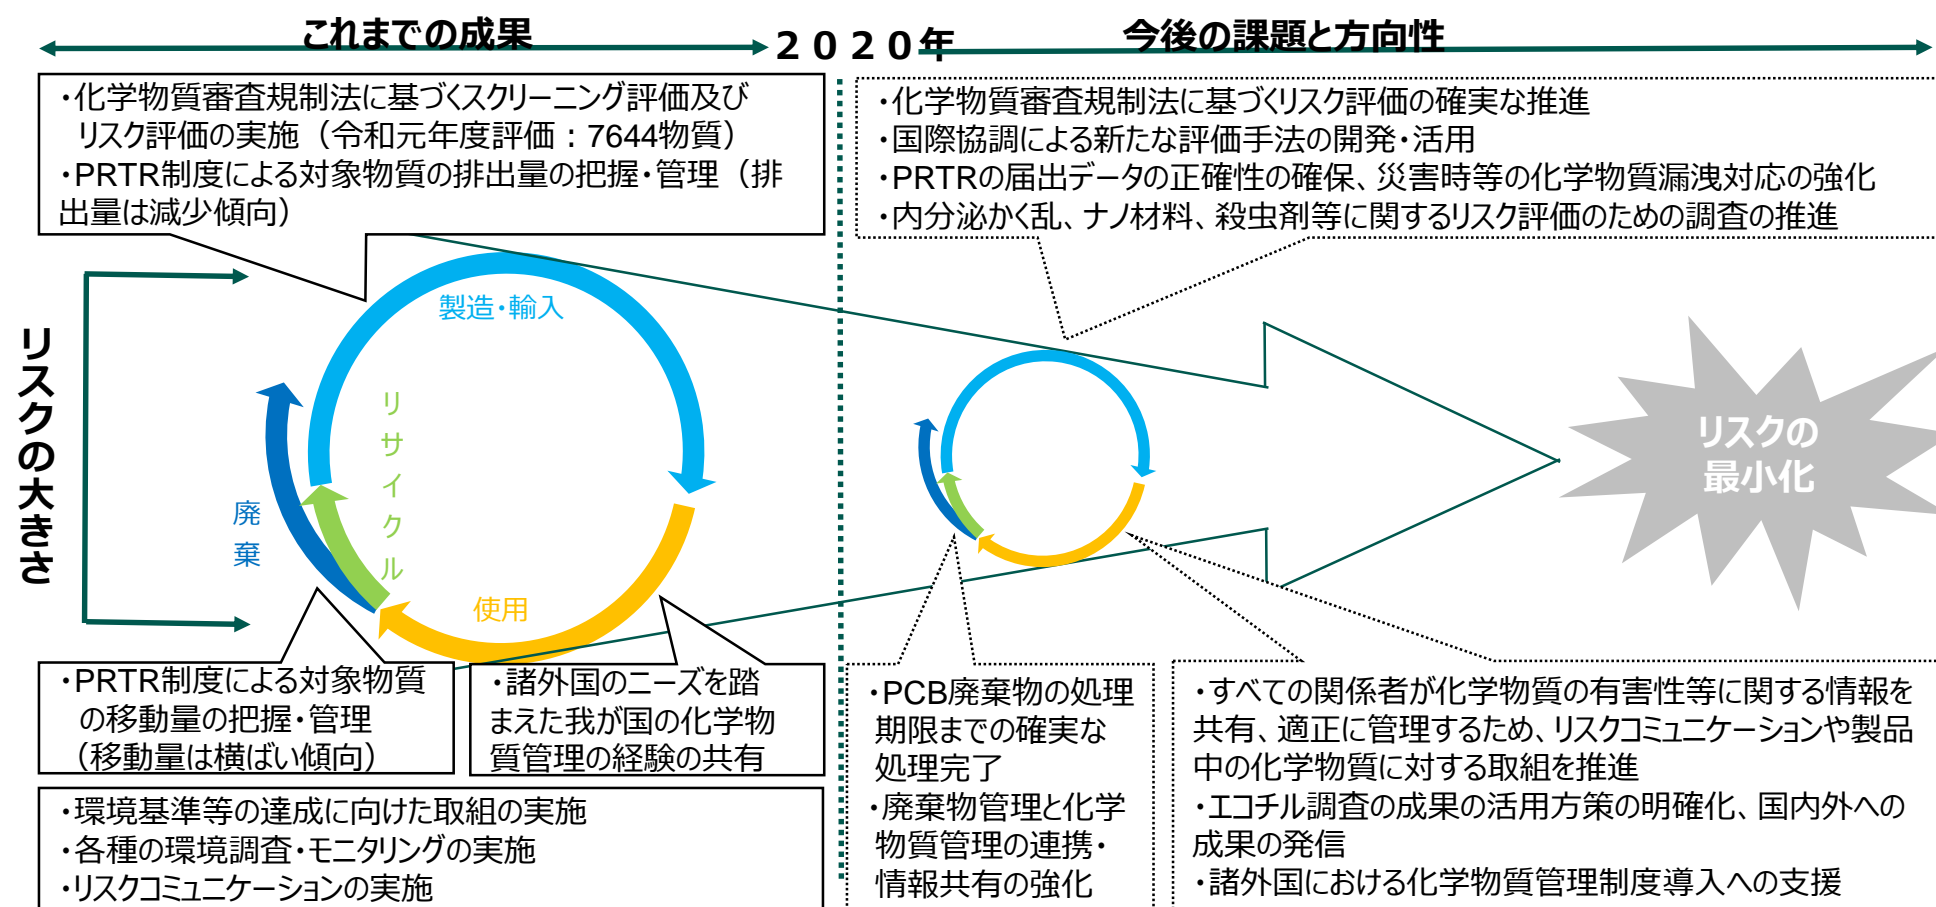 これまでの成果
2020年
今後の課題と方向性
・化学物質審査規制法に基づくスクリーニング評価及び
リスク評価の実施（令和元年度評価：7644物質）
・PRTR制度による対象物質の排出量の把握・管理（排
出量は減少傾向）
・化学物質審査規制法に基づくリスク評価の確実な推進
・国際協調による新たな評価手法の開発・活用
・PRTRの届出データの正確性の確保、災害時等の化学物質漏洩対応の強化
・内分泌かく乱、ナノ材料、殺虫剤等に関するリスク評価のための調査の推進
リスクの大きさ
製造・輸入
リサイクル
廃棄
使用
リスクの
最小化
・PRTR制度による対象物質
の移動量の把握・管理
（移動量は横ばい傾向）
・諸外国のニーズを踏
まえた我が国の化学物
質管理の経験の共有
・環境基準等の達成に向けた取組の実施
・各種の環境調査・モニタリングの実施
・リスクコミュニケーションの実施
・PCB廃棄物の処理
期限までの確実な
処理完了
・廃棄物管理と化学
物質管理の連携・
情報共有の強化
・すべての関係者が化学物質の有害性等に関する情報を
共有、適正に管理するため、リスクコミュニケーションや製品
中の化学物質に対する取組を推進
・エコチル調査の成果の活用方策の明確化、国内外への
成果の発信
・諸外国における化学物質管理制度導入への支援